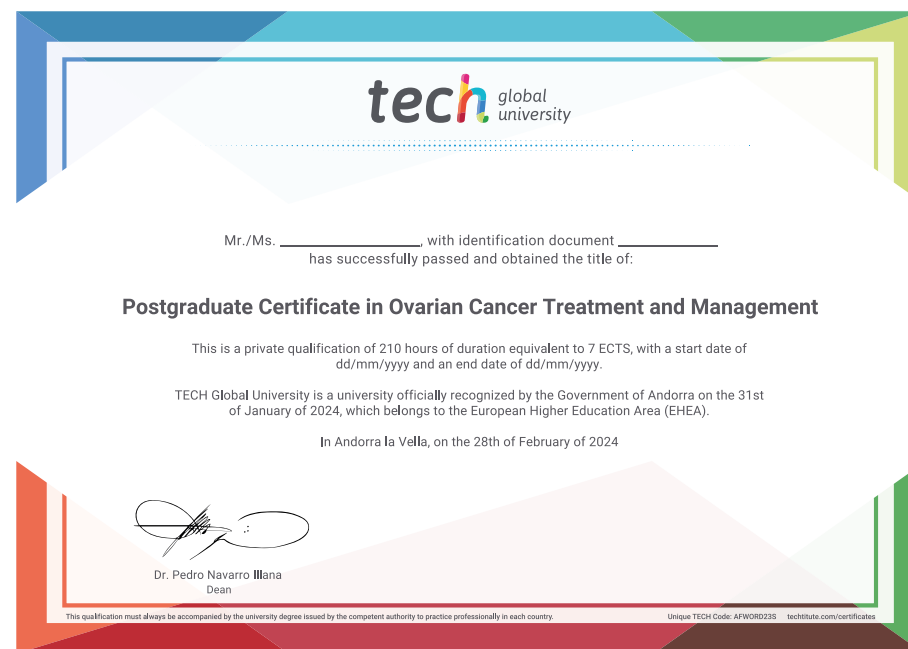 tech global
university
Mr./Ms. ____________________, with identification document ______________
has successfully passed and obtained the title of:
Postgraduate Certificate in Ovarian Cancer Treatment and Management
This is a private qualification of 210 hours of duration equivalent to 7 ECTS, with a start date of
dd/mm/yyyy and an end date of dd/mm/yyyy.
TECH Global University is a university officially recognized by the Government of Andorra on the 31st
of January of 2024, which belongs to the European Higher Education Area (EHEA).
In Andorra la Vella, on the 28th of February of 2024
Dr. Pedro Navarro Illana
Dean
This qualification must always be accompanied by the university degree issued by the competent authority to practice professionally in each country.
Unique TECH Code: AFWORD23S techtitute.com/certificates